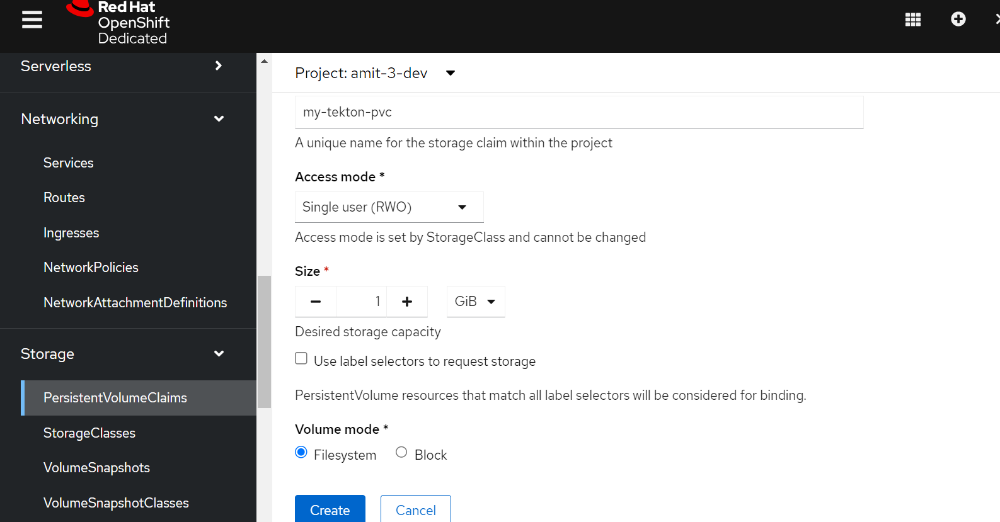 Red Hat
OpenShift
Dedicated
Serverless
Networking
Services
Routes
Ingresses
NetworkPolicies
NetworkAttachmentDefinitions
Storage
PersistentVolumeClaims
StorageClasses
VolumeSnapshots
VolumeSnapshotClasses
Project: amit-3-dev
my-tekton-pvc
A unique name for the storage claim within the project
Access mode *
Single user (RWO)
Access mode is set by StorageClass and cannot be changed
Size *
1 GiB
Desired storage capacity
Use label selectors to request storage
PersistentVolume resources that match all label selectors will be considered for binding.
Volume mode *
Filesystem Block
Create Cancel